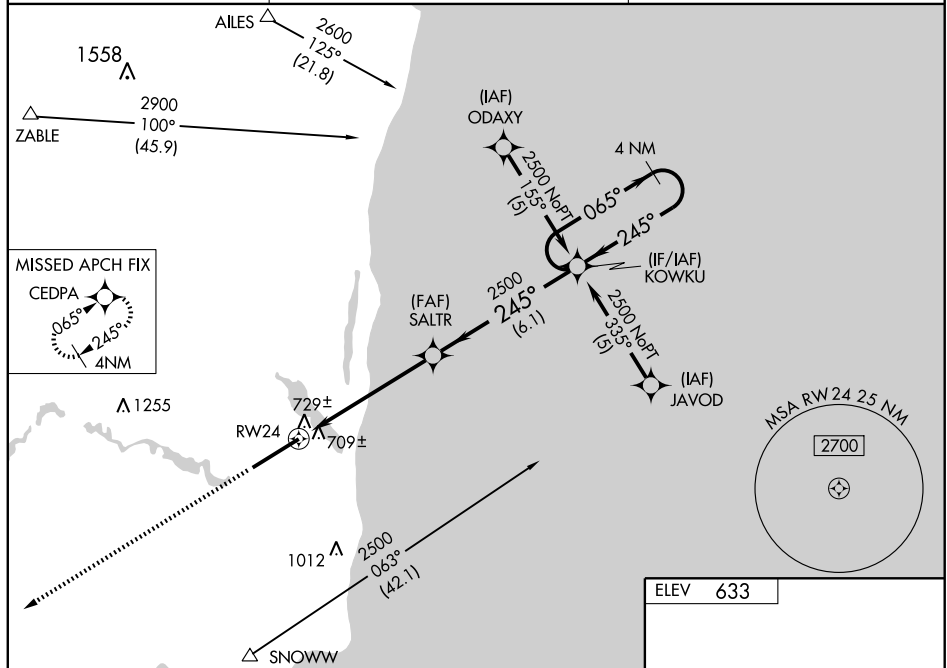 AILES
2600
125°
(21.8)
1558
ZABLE
2900
100°
(45.9)
(IAF)
ODAXY
2500 NoPT
155°
(5)
4 NM
065°
245°
(IF/IAF)
KOWKU
MISSED APCH FIX
CEDPA
065°
245°
4NM
(FAF)
SALTR
2500
245°
(6.1)
2500 NoPT
335°
(5)
(IAF)
JAVOD
1255
729±
RW24
709±
MSA RW24 25 NM
2700
1012
2500
063°
(42.1)
SNOWW
ELEV 633